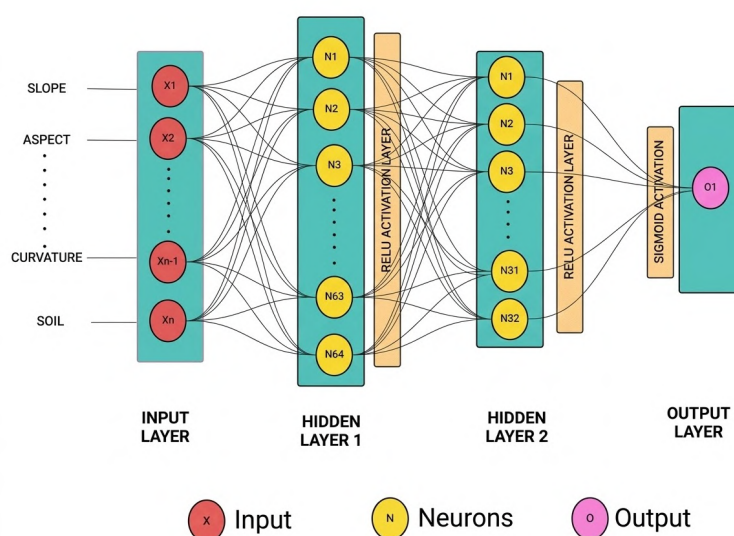 SLOPE
ASPECT
CURVATURE
SOIL
X1
X2
Xn-1
Xn
N1
N2
N3
N63
N64
RELU ACTIVATION LAYER
N1
N2
N3
N31
N32
RELU ACTIVATION LAYER
SIGMOID ACTIVATION
O1
INPUT
LAYER
HIDDEN
LAYER 1
HIDDEN
LAYER 2
OUTPUT
LAYER
X Input
N Neurons
O Output